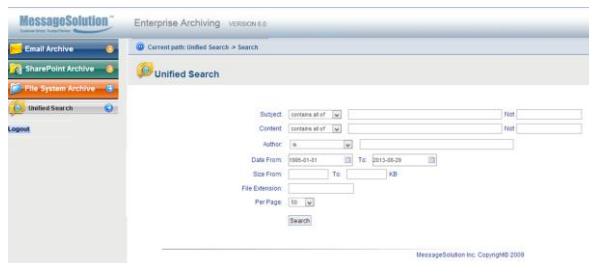 MessageSolution™
Enterprise Archiving VERSION 6.0
Email Archive
Current path: Unified Search -> Search
SharePoint Archive
Unified Search
File System Archive
Unified Search
Logout
Subject: contains all of Not
Content: contains all of Not
Author: is
Date From: 1985-01-01 To: 2013-08-29
Size From: To: KB
File Extension:
Per Page: 10
Search
MessageSolution Inc. Copyright© 2009